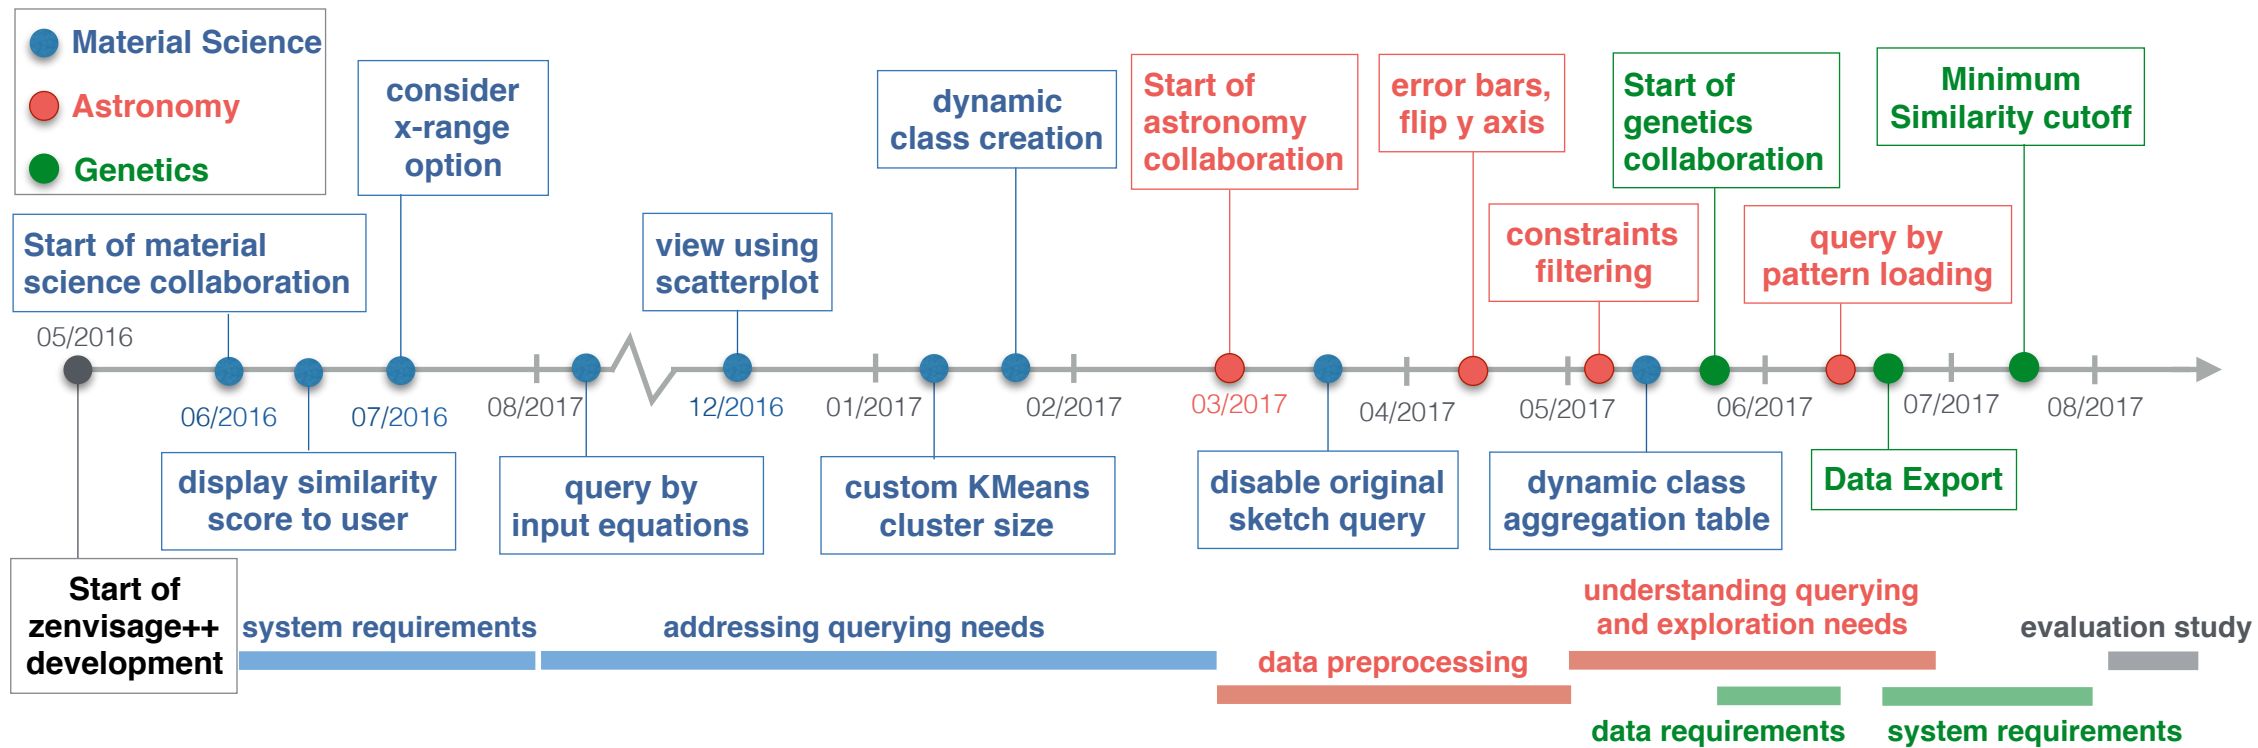 Material Science
Astronomy
Genetics
Start of material
science collaboration
consider
x-range
option
view using
scatterplot
dynamic
class creation
Start of
astronomy
collaboration
error bars,
flip y axis
constraints
filtering
Start of
genetics
collaboration
query by
pattern loading
Minimum
Similarity cutoff
05/2016
06/2016
07/2016
08/2017
12/2016
01/2017
02/2017
03/2017
04/2017
05/2017
06/2017
07/2017
08/2017
display similarity
score to user
query by
input equations
custom KMeans
cluster size
disable original
sketch query
dynamic class
aggregation table
Data Export
Start of
zenvisage++
development
system requirements
addressing querying needs
data preprocessing
understanding querying
and exploration needs
evaluation study
data requirements
system requirements